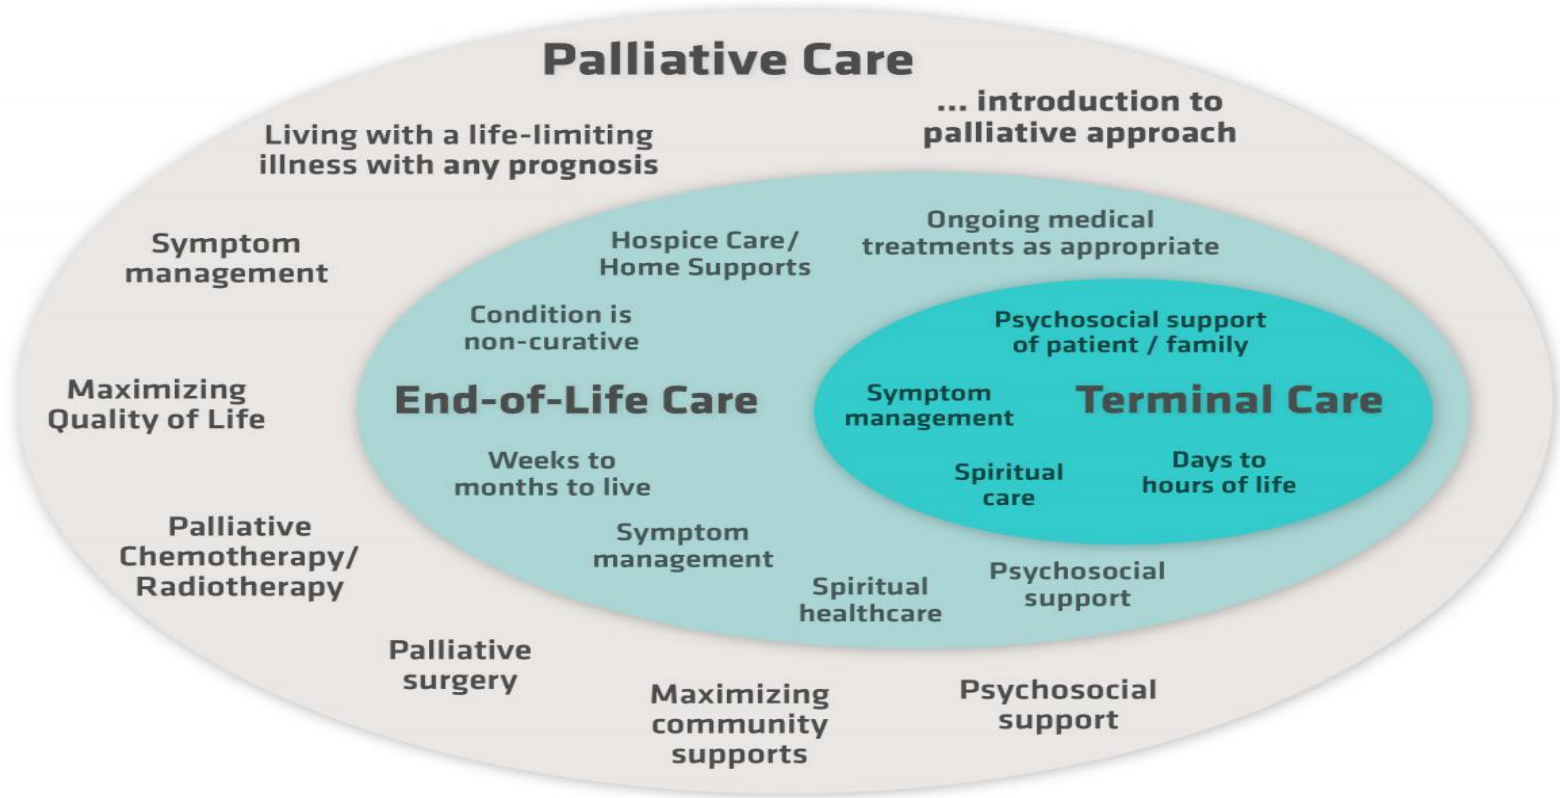 Palliative Care
... introduction to
palliative approach
Living with a life-limiting
illness with any prognosis
Symptom
management
Maximizing
Quality of Life
Palliative
Chemotherapy/
Radiotherapy
Palliative
surgery
Maximizing
community
supports
Psychosocial
support
Hospice Care/
Home Supports
Ongoing medical
treatments as appropriate
Condition is
non-curative
End-of-Life Care
Weeks to
months to live
Symptom
management
Spiritual
healthcare
Psychosocial
support
Psychosocial support
of patient / family
Symptom
management
Terminal Care
Spiritual
care
Days to
hours of life